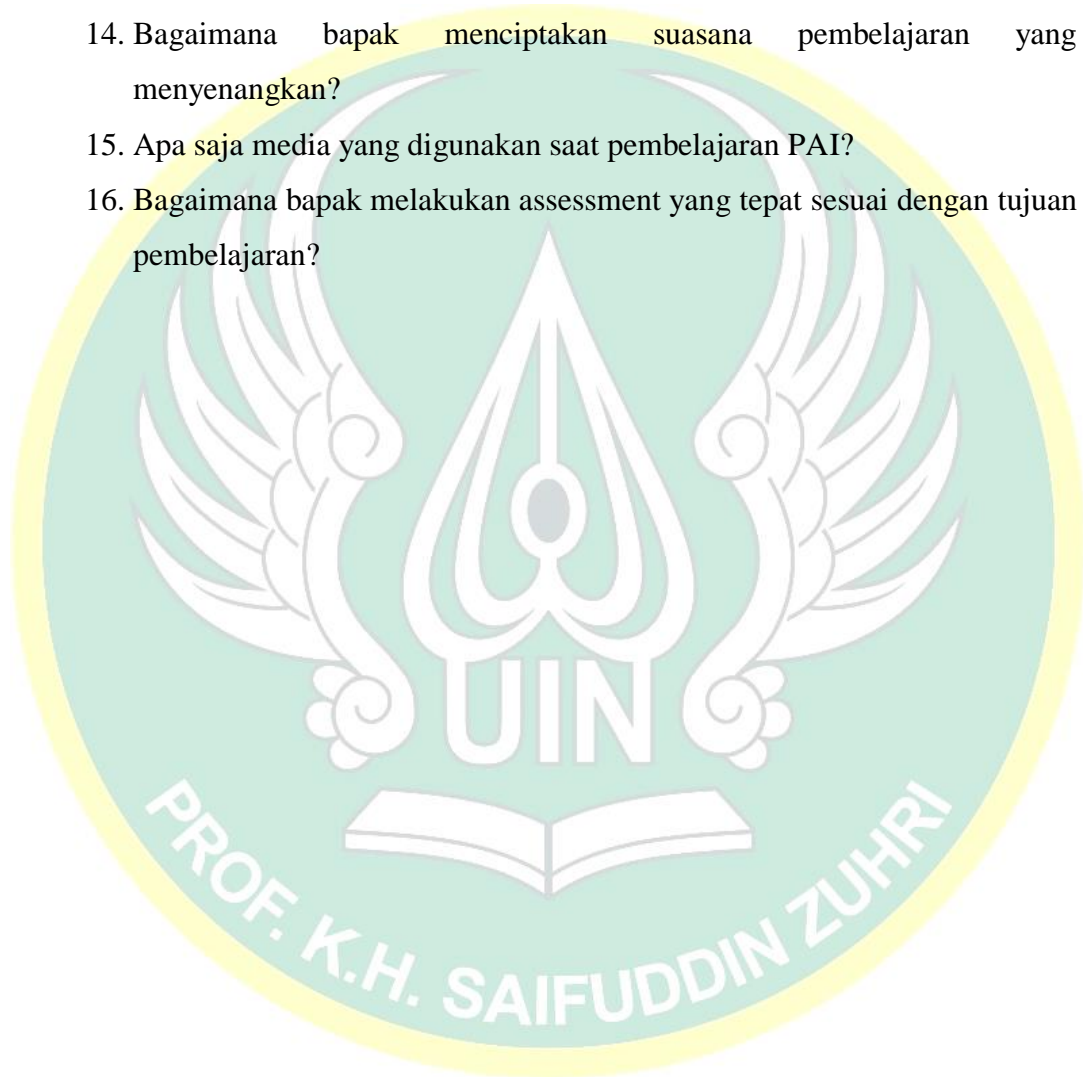 14. Bagaimana bapak menciptakan suasana pembelajaran yang
menyenangkan?
15. Apa saja media yang digunakan saat pembelajaran PAI?
16. Bagaimana bapak melakukan assessment yang tepat sesuai dengan tujuan
pembelajaran?
UIN
PROF. K.H. SAIFUDDIN ZUHRI